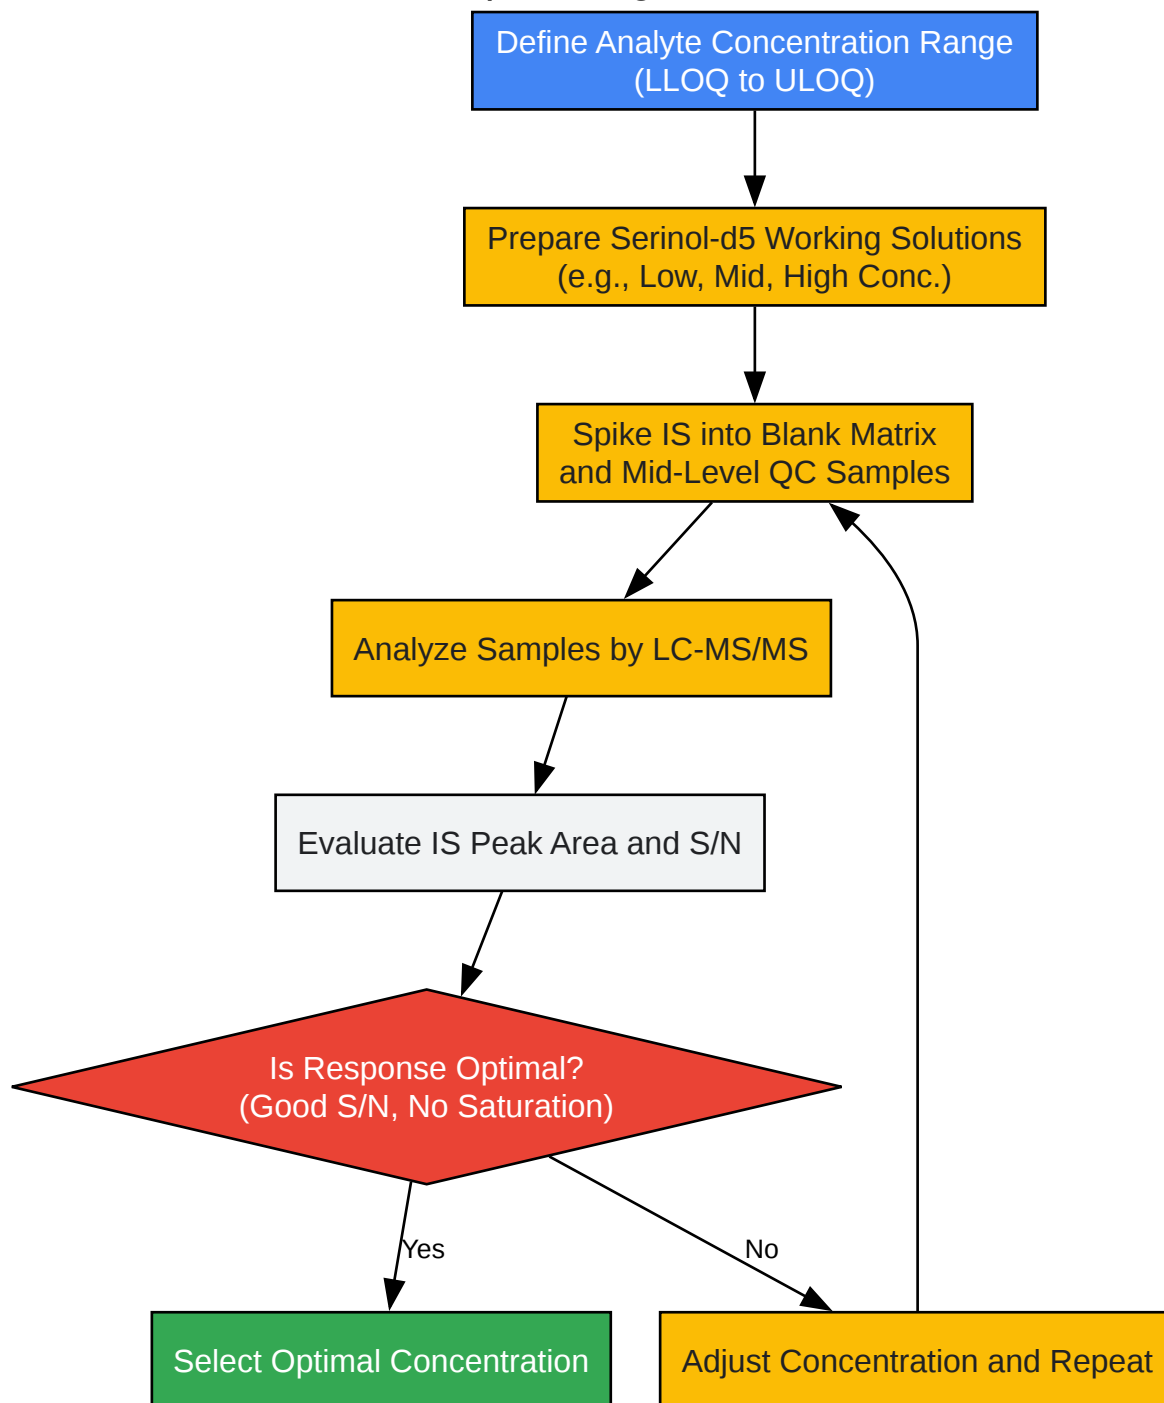 Define Analyte Concentration Range
(LLOQ to ULOQ)
Prepare Serinol-d5 Working Solutions
(e.g., Low, Mid, High Conc.)
Spike IS into Blank Matrix
and Mid-Level QC Samples
Analyze Samples by LC-MS/MS
Evaluate IS Peak Area and S/N
Is Response Optimal?
(Good S/N, No Saturation)
Yes
No
Select Optimal Concentration
Adjust Concentration and Repeat